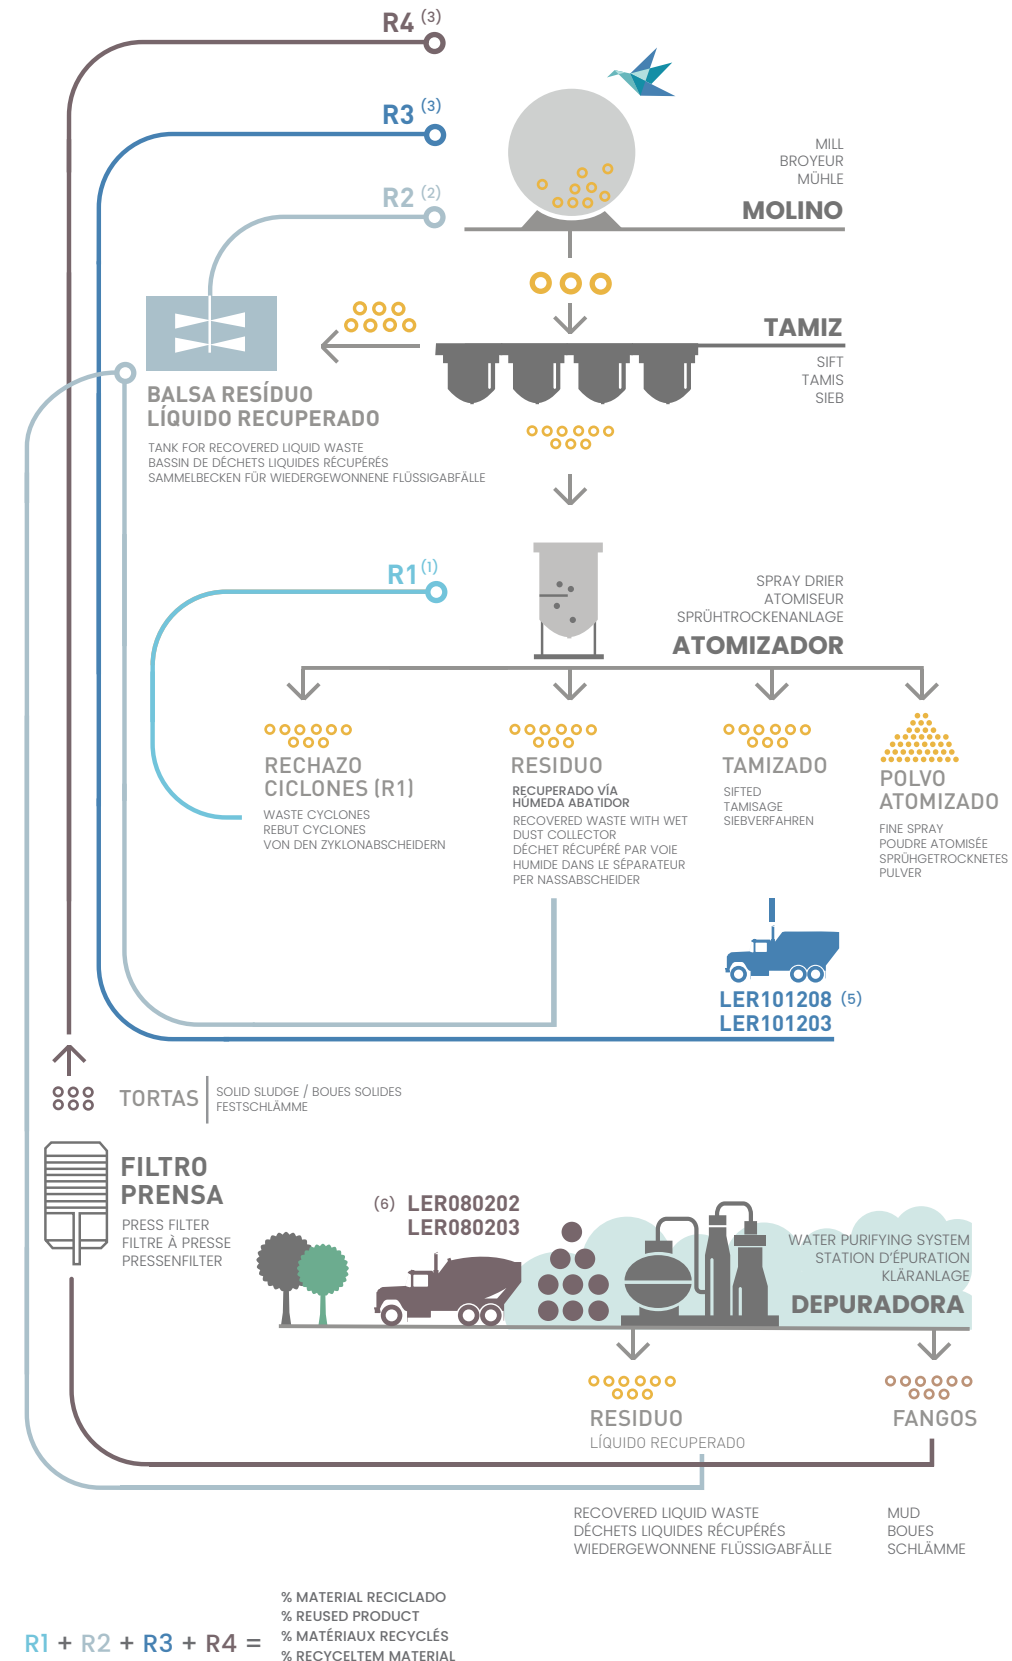 R4 (3)
R3 (3)
R2 (2)
MILL
BROYEUR
MÜHLE
MOLINO
TAMIZ
SIFT
TAMIS
SIEB
BALSA RESÍDUO
LÍQUIDO RECUPERADO
TANK FOR RECOVERED LIQUID WASTE
BASSIN DE DÉCHETS LIQUIDES RÉCUPÉRÉS
SAMMELBECKEN FÜR WIEDERGEWONNENE FLÜSSIGABFÄLLE
R1 (1)
SPRAY DRIER
ATOMISEUR
SPRÜHTROCKENANLAGE
ATOMIZADOR
RECHAZO
CICLONES (R1)
WASTE CYCLONES
REBUT CYCLONES
VON DEN ZYKLONABSCHEIDERN
RESIDUO
RECUPERADO VÍA
HÚMEDA ABATIDOR
RECOVERED WASTE WITH WET
DUST COLLECTOR
DÉCHET RÉCUPÉRÉ PAR VOIE
HUMIDE DANS LE SÉPARATEUR
PER NASSABSCHEIDER
TAMIZADO
SIFTED
TAMISAGE
SIEBVERFAHREN
POLVO
ATOMIZADO
FINE SPRAY
POUDRE ATOMISÉE
SPRÜHGETROCKNETES
PULVER
LER101208 (5)
LER101203
TORTAS
SOLID SLUDGE / BOUES SOLIDES
FESTSCHLÄMME
FILTRO
PRENSA
PRESS FILTER
FILTRE À PRESSE
PRESSENFILTER
(6) LER080202
LER080203
WATER PURIFYING SYSTEM
STATION D'ÉPURATION
KLÄRANLAGE
DEPURADORA
RESIDUO
LÍQUIDO RECUPERADO
FANGOS
RECOVERED LIQUID WASTE
DÉCHETS LIQUIDES RÉCUPÉRÉS
WIEDERGEWONNENE FLÜSSIGABFÄLLE
MUD
BOUES
SCHLÄMME
R1 + R2 + R3 + R4 =
% MATERIAL RECICLADO
% REUSED PRODUCT
% MATÉRIAUX RECYCLÉS
% RECYCELTEM MATERIAL